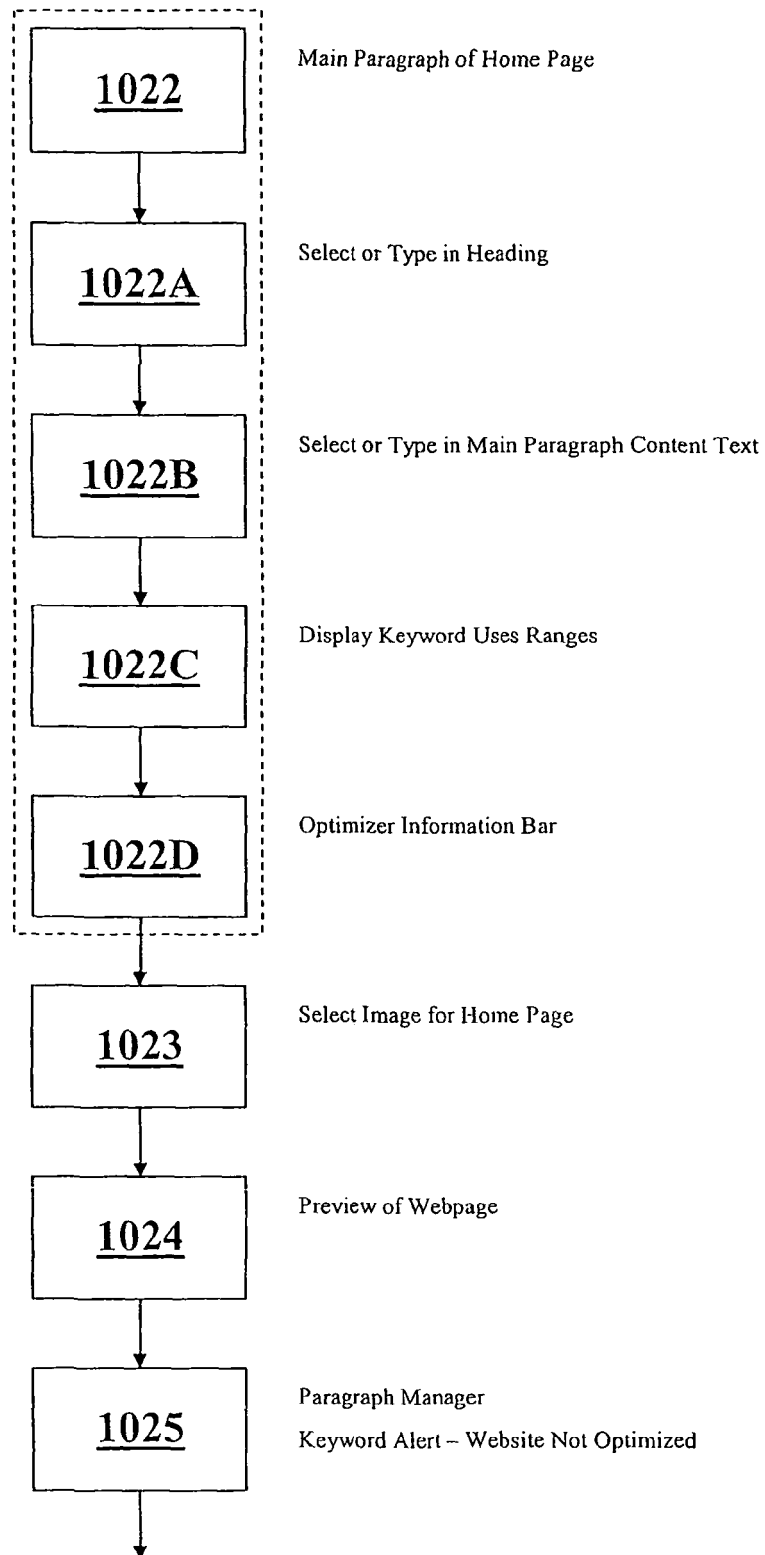 1022
Main Paragraph of Home Page
1022A
Select or Type in Heading
1022B
Select or Type in Main Paragraph Content Text
1022C
Display Keyword Uses Ranges
1022D
Optimizer Information Bar
1023
Select Image for Home Page
1024
Preview of Webpage
1025
Paragraph Manager
Keyword Alert – Website Not Optimized